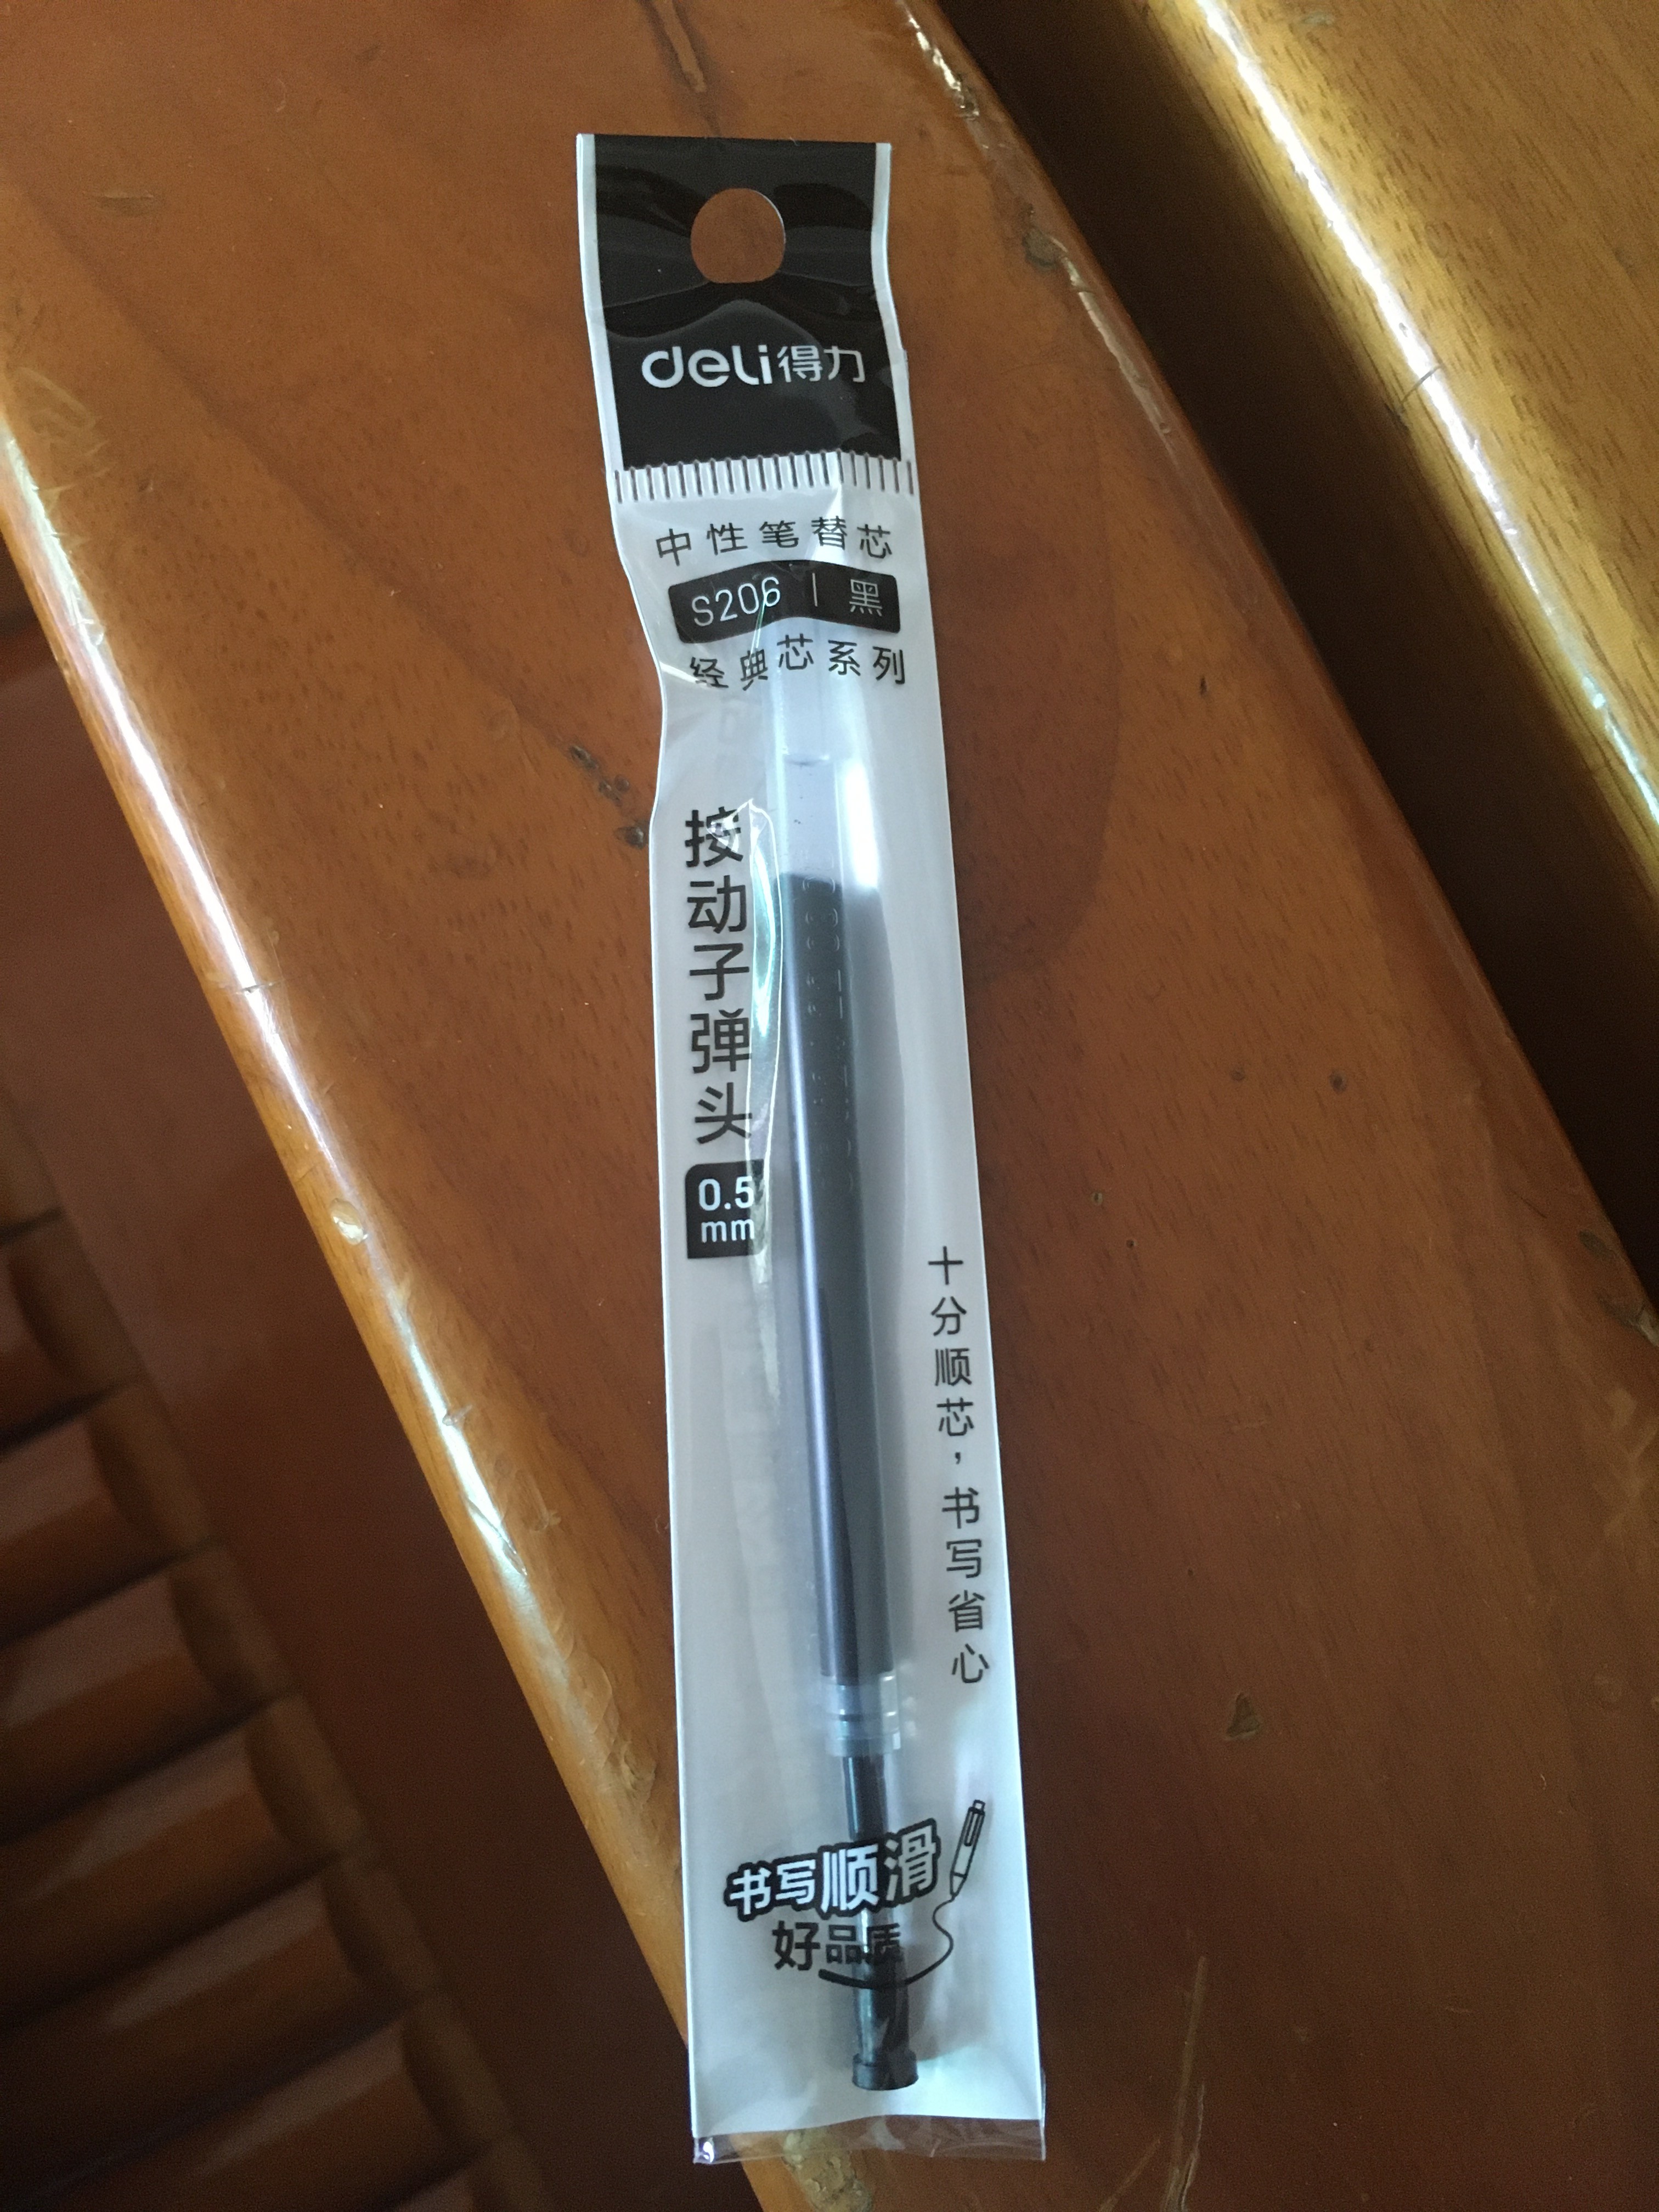 deli得力
中性笔替芯
S206 | 黑
经典芯系列
按动子弹头
0.5
mm
十分顺芯，书写省心
书写顺滑
好品质